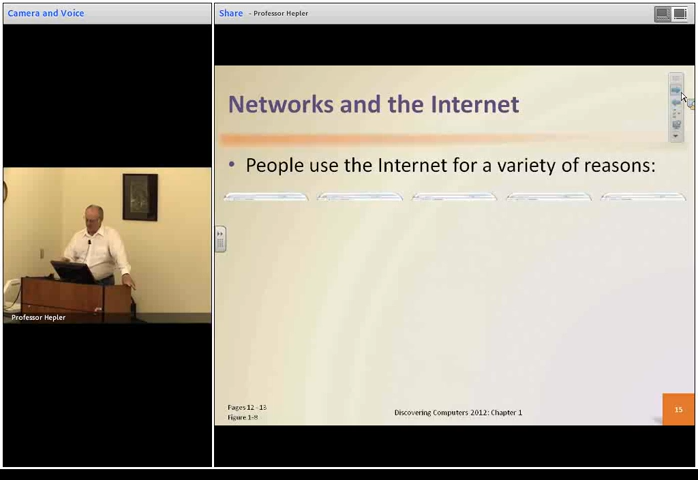 Camera and Voice
Share - Professor Hepler
Networks and the Internet
• People use the Internet for a variety of reasons:
Professor Hepler
Pages 12 - 13
Figure 1-8
Discovering Computers 2012: Chapter 1
15